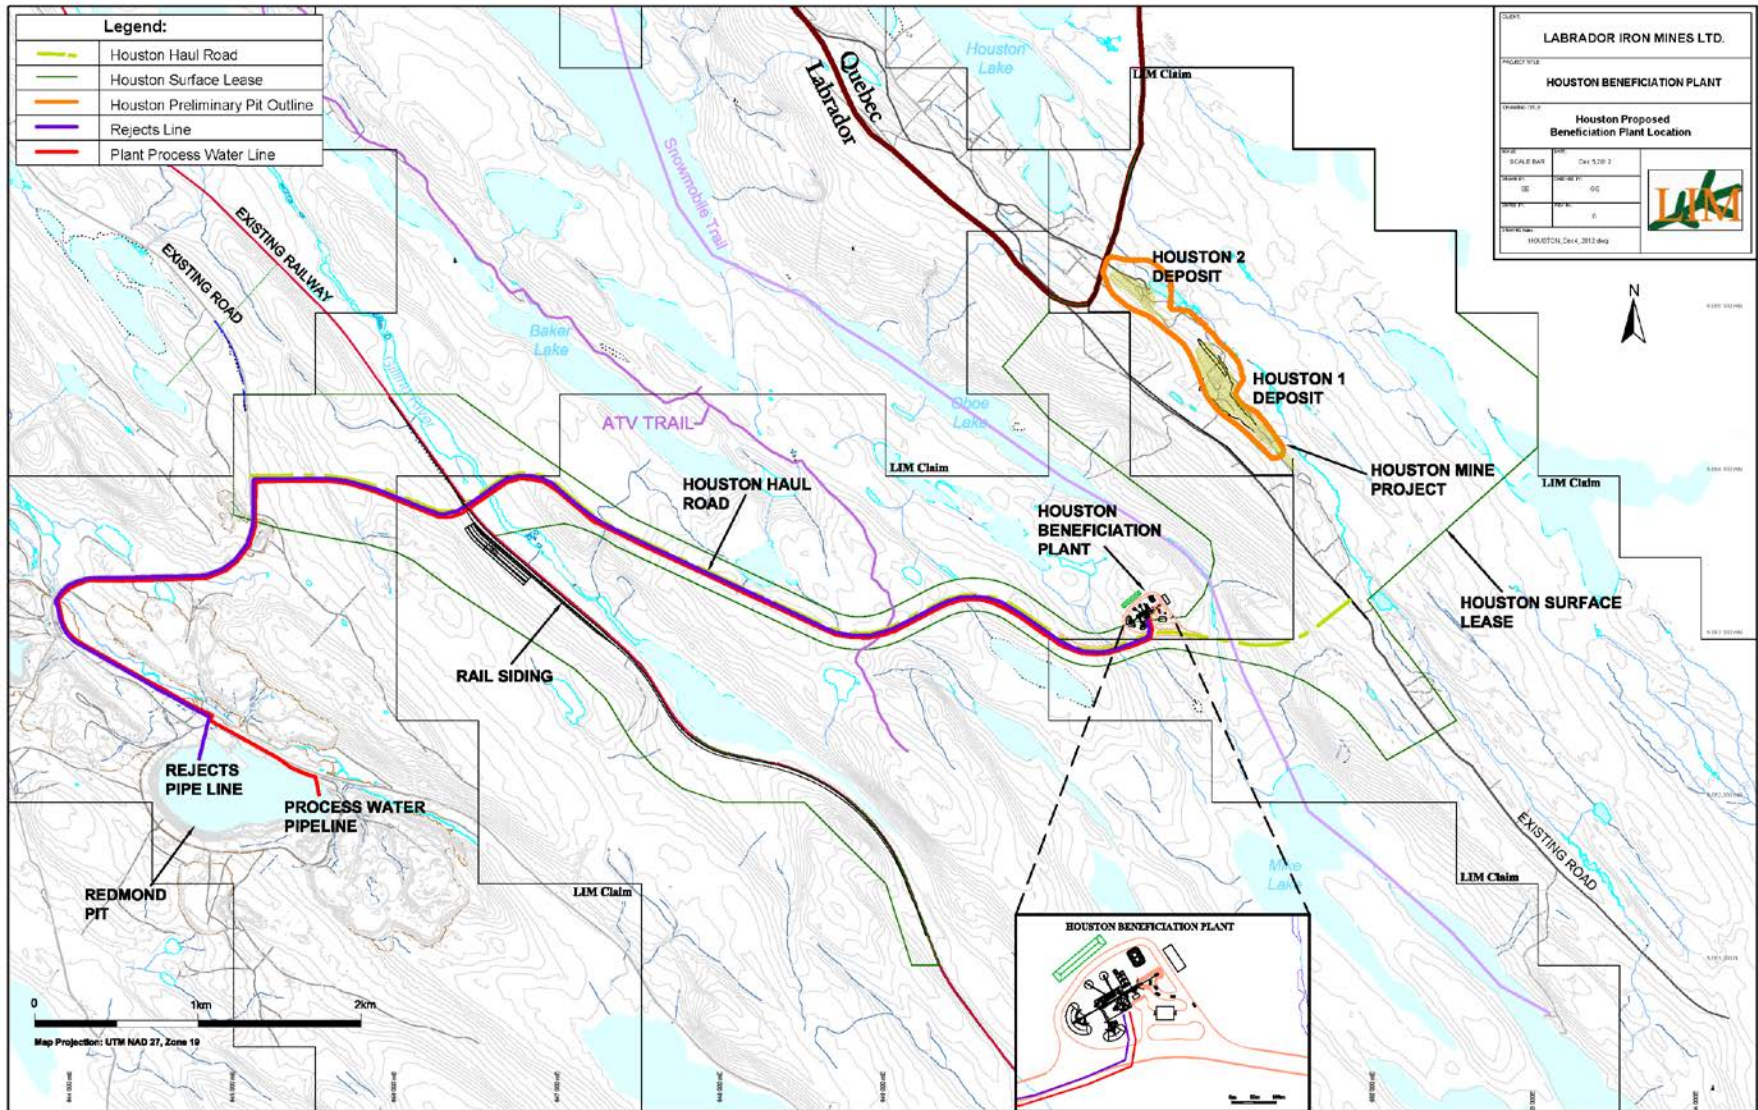 Legend:
Houston Haul Road
Houston Surface Lease
Houston Preliminary Pit Outline
Rejects Line
Plant Process Water Line
LABRADOR IRON MINES LTD.
HOUSTON BENEFICIATION PLANT
Houston Proposed
Beneficiation Plant Location
SCALE BAR
LIM
Houston
Lake
LIM Claim
Quebec
Labrador
Snowmobile Trail
EXISTING RAILWAY
EXISTING ROAD
HOUSTON 2
DEPOSIT
N
Baker
Lake
HOUSTON 1
DEPOSIT
ATV TRAIL
Oboe
Lake
LIM Claim
HOUSTON HAUL
ROAD
HOUSTON MINE
PROJECT
LIM Claim
HOUSTON
BENEFICIATION
PLANT
HOUSTON SURFACE
LEASE
RAIL SIDING
REJECTS
PIPE LINE
PROCESS WATER
PIPELINE
EXISTING ROAD
REDMOND
PIT
LIM Claim
Mike
Lake
LIM Claim
HOUSTON BENEFICIATION PLANT
0 1km 2km
Map Projection: UTM NAD 27, Zone 19